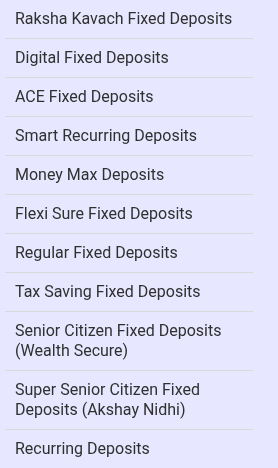 Raksha Kavach Fixed Deposits
Digital Fixed Deposits
ACE Fixed Deposits
Smart Recurring Deposits
Money Max Deposits
Flexi Sure Fixed Deposits
Regular Fixed Deposits
Tax Saving Fixed Deposits
Senior Citizen Fixed Deposits
(Wealth Secure)
Super Senior Citizen Fixed
Deposits (Akshay Nidhi)
Recurring Deposits